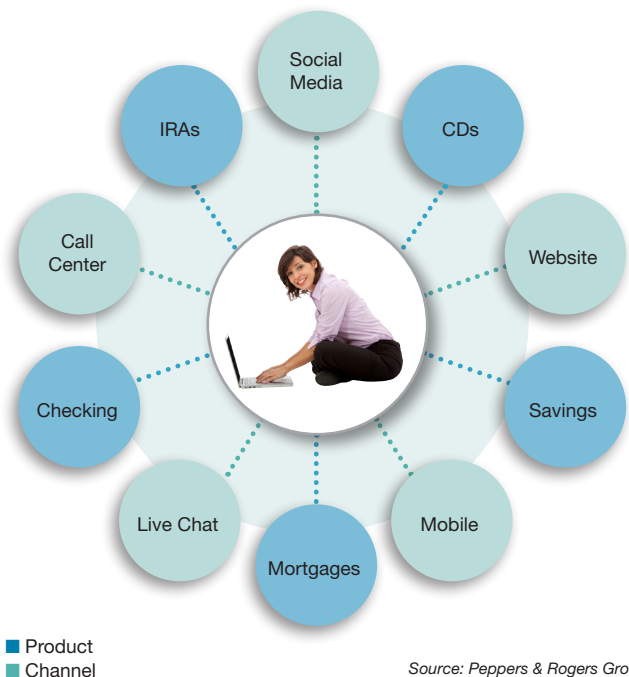 Social
Media
IRAs
CDs
Call
Center
Website
Checking
Savings
Live Chat
Mobile
Mortgages
Product
Channel
Source: Peppers & Rogers Gro